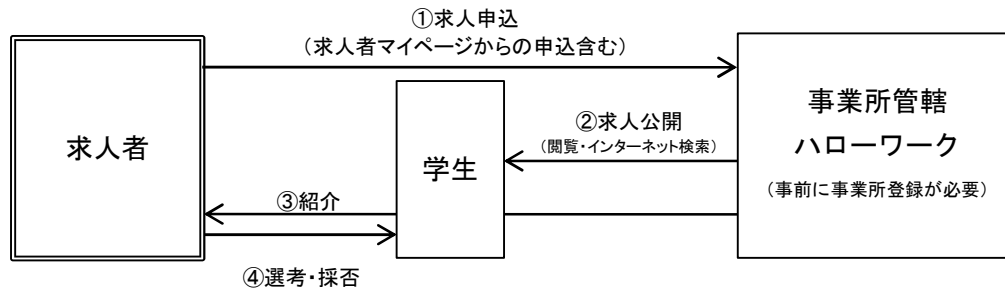 ①求人申込
（求人者マイページからの申込含む）
求人者
学生
②求人公開
（閲覧・インターネット検索）
事業所管轄
ハローワーク
（事前に事業所登録が必要）
③紹介
④選考・採否